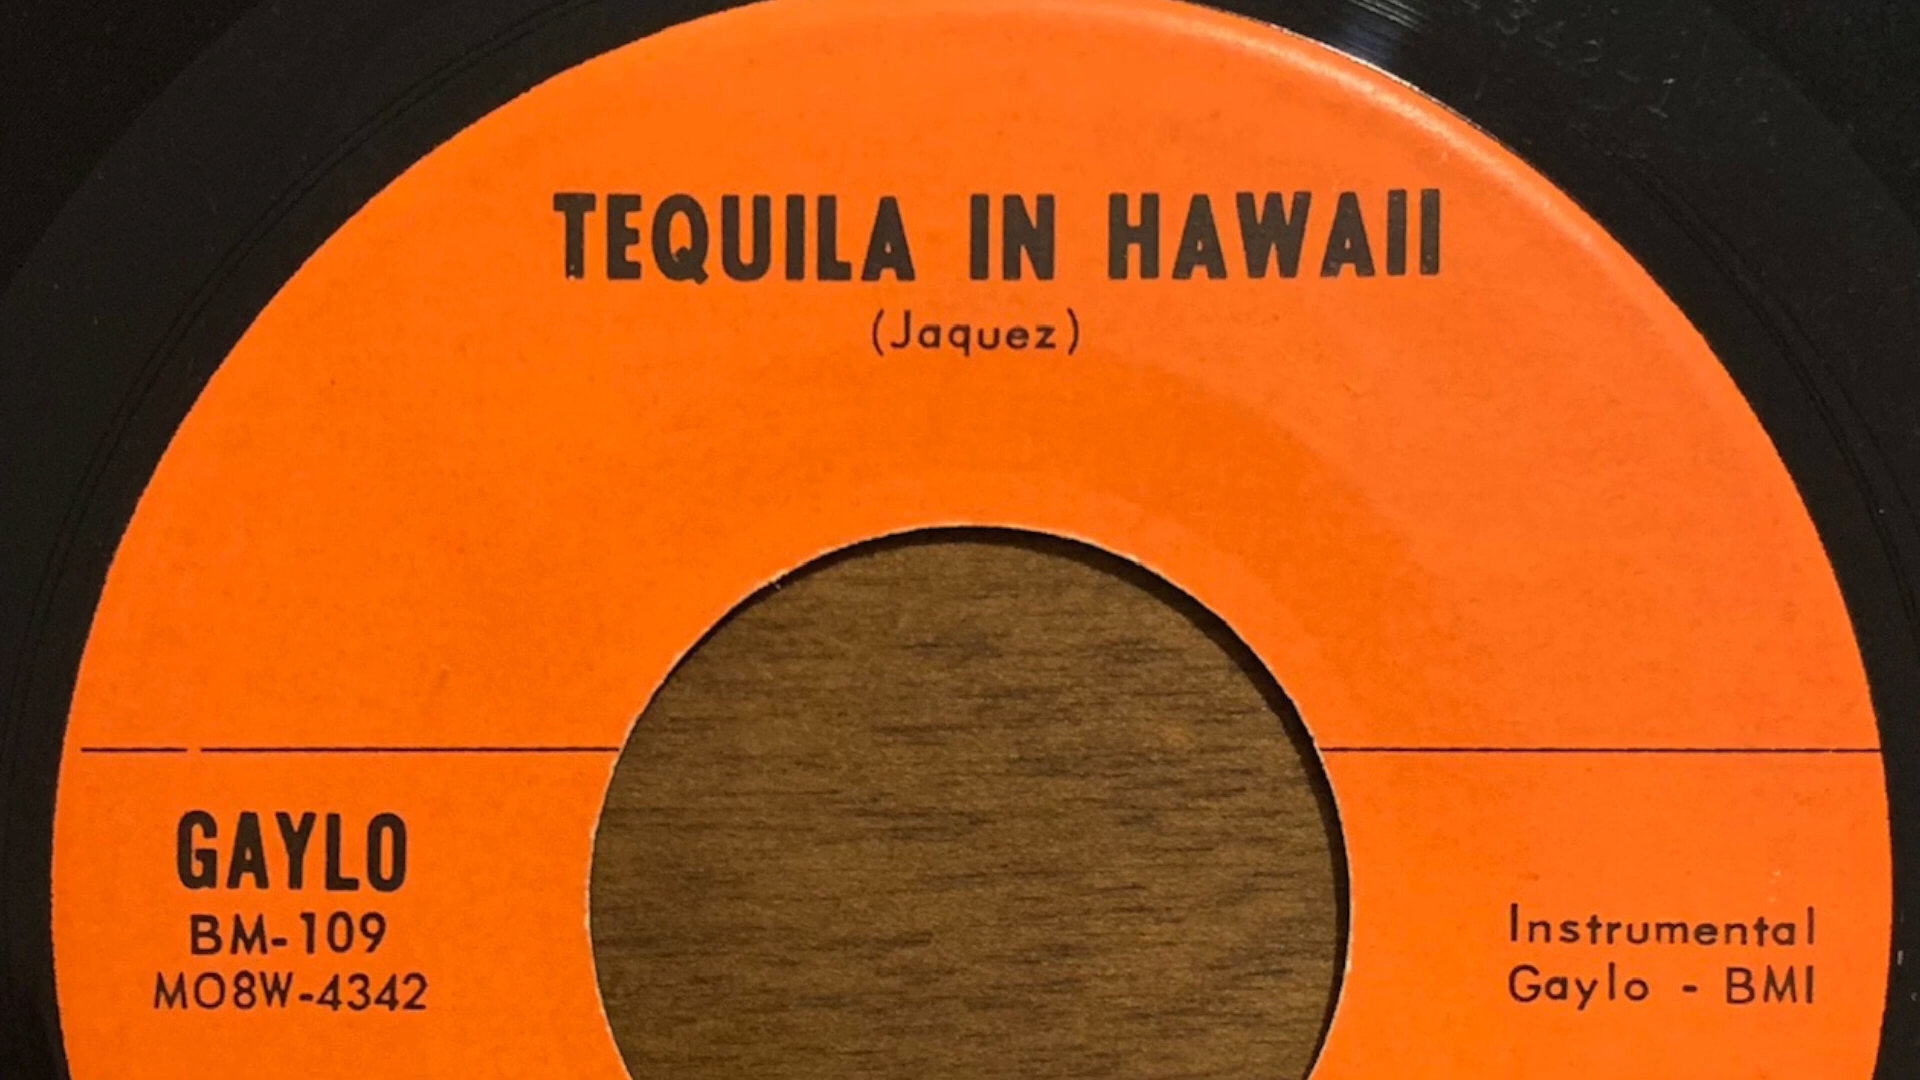 TEQUILA IN HAWAII
(Jaquez)
GAYLO
BM-109
MO8W-4342
Instrumental
Gaylo - BMI